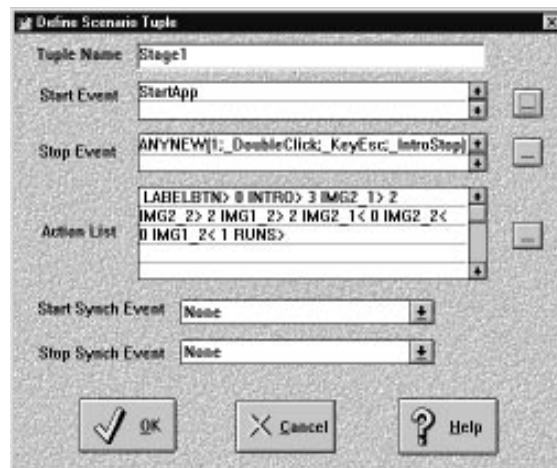 Define Scenario Tuple
Tuple Name Stage1
Start Event StartApp
...
Stop Event ANYNEW(1;_DoubleClick;_KeyEsc;_IntroStop)
...
Action List LABELBTN> 0 INTRO> 3 IMG2_1> 2
IMG2_2> 2 IMG1_2> 2 IMG2_1< 0 IMG2_2<
0 IMG1_2< 1 RUNS>
...
Start Synch Event None
Stop Synch Event None
OK Cancel Help